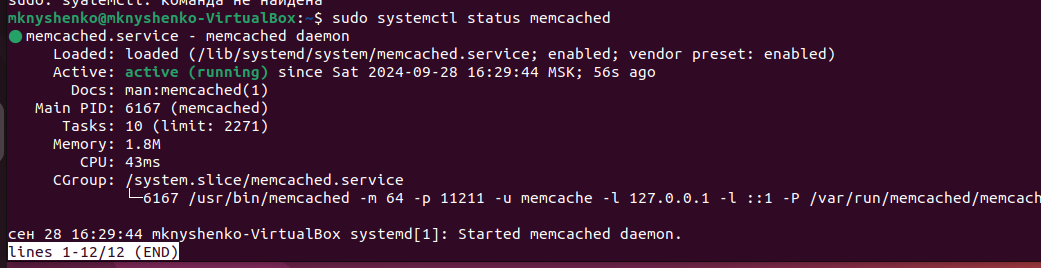 sudo: syatemctl: команда не найдена
mknyshenko@mknyshenko-VirtualBox:~$ sudo systemctl status memcached
memcached.service - memcached daemon
Loaded: loaded (/lib/systemd/system/memcached.service; enabled; vendor preset: enabled)
Active: active (running) since Sat 2024-09-28 16:29:44 MSK; 56s ago
Docs: man:memcached(1)
Main PID: 6167 (memcached)
Tasks: 10 (limit: 2271)
Memory: 1.8M
CPU: 43ms
CGroup: /system.slice/memcached.service
└─6167 /usr/bin/memcached -m 64 -p 11211 -u memcache -l 127.0.0.1 -l ::1 -P /var/run/memcached/memcach
сен 28 16:29:44 mknyshenko-VirtualBox systemd[1]: Started memcached daemon.
lines 1-12/12 (END)